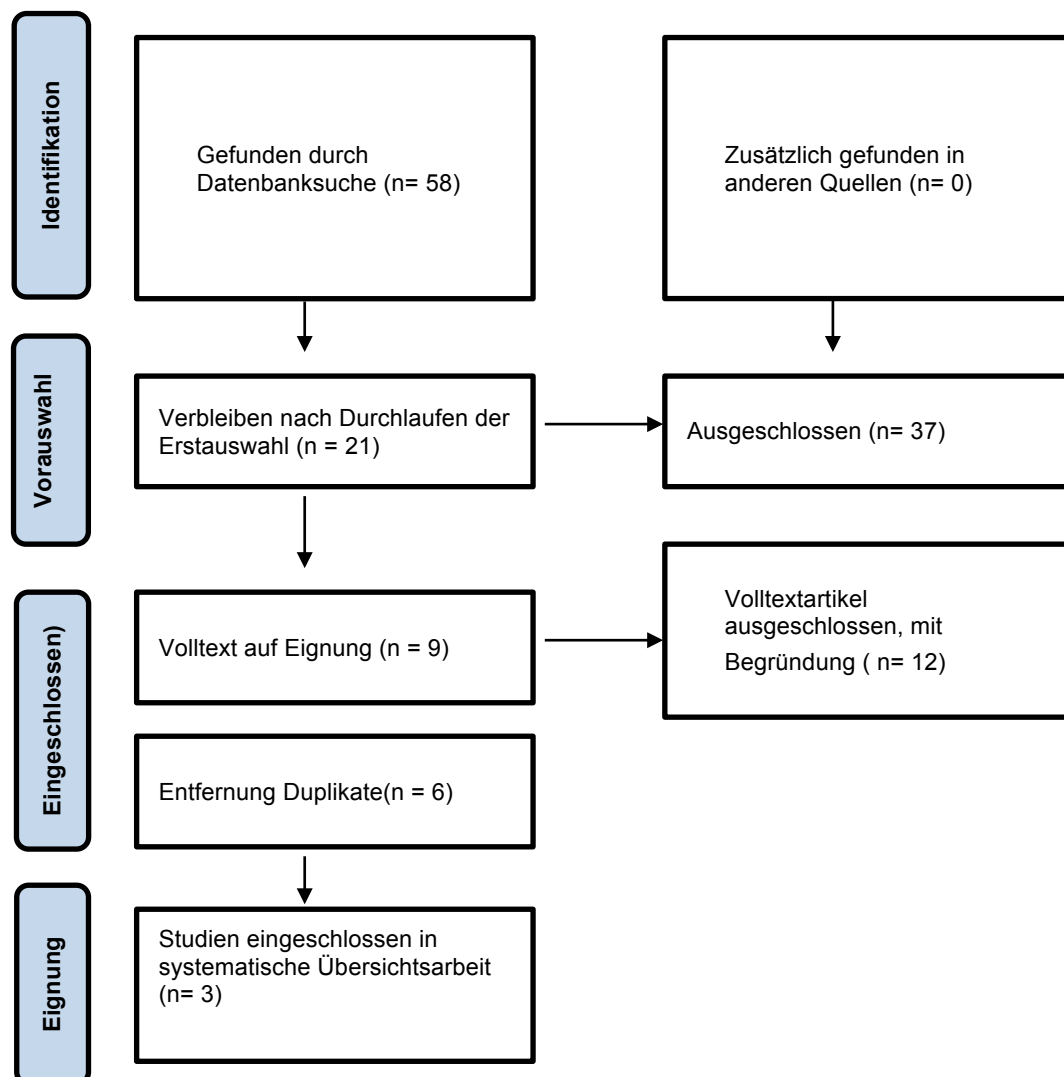 Identifikation
Gefunden durch
Datenbanksuche (n= 58)
Zusätzlich gefunden in
anderen Quellen (n= 0)
Vorauswahl
Verbleiben nach Durchlaufen der
Erstauswahl (n = 21)
Ausgeschlossen (n= 37)
Eingeschlossen)
Volltext auf Eignung (n = 9)
Volltextartikel
ausgeschlossen, mit
Begründung ( n= 12)
Entfernung Duplikate(n = 6)
Eignung
Studien eingeschlossen in
systematische Übersichtsarbeit
(n= 3)